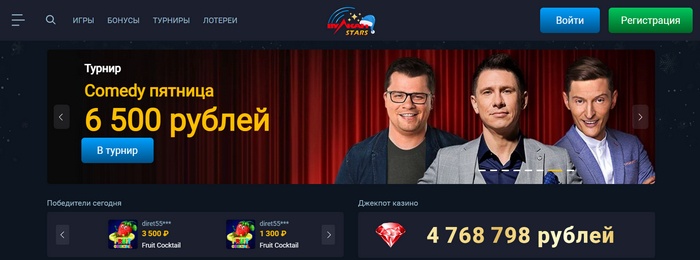 ИГРЫ
БОНУСЫ
ТУРНИРЫ
ЛОТЕРЕИ
STARS
Войти
Регистрация
Турнир
Comedy пятница
6 500 рублей
В турнир
Победители сегодня
diret55***
3 500 ₽
Fruit Cocktail
diret55***
1 300 ₽
Fruit Cocktail
Джекпот казино
4 768 798 рублей